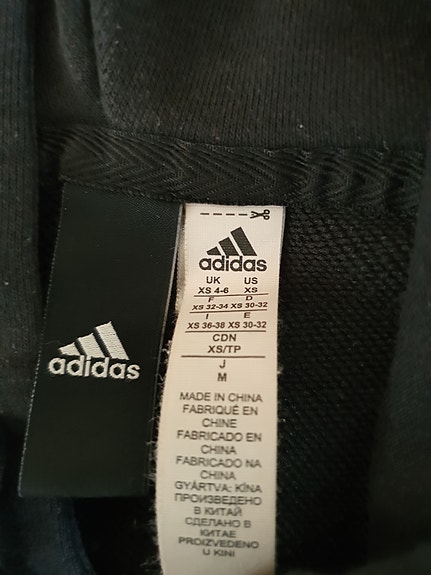 adidas
adidas
UK US
XS 4-6 XS
F D
XS 32-34 XS 30-32
I E
XS 36-38 XS 30-32
CDN
XS/TP
J
M
MADE IN CHINA
FABRIQUÉ EN
CHINE
FABRICADO EN
CHINA
FABRICADO NA
CHINA
GYÁRTVA: KÍNA
ПРОИЗВЕДЕНО
В КИТАЙ
СДЕЛАНО В
КИТАЕ
PROIZVEDENO
U KINI